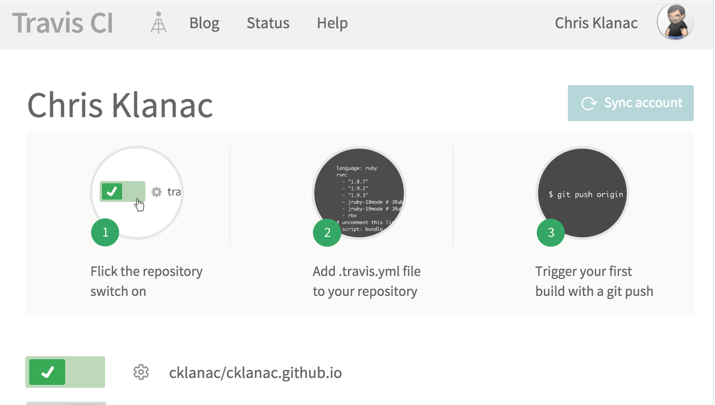 Travis CI
Blog
Status
Help
Chris Klanac
Chris Klanac
Sync account
tra
language: ruby
rvm:
- "1.8.7"
- "1.9.2"
- "1.9.3"
- jruby-18mode #
- jruby-19mode #
- rbx
# uncomment this li
script: bundle
$ git push origin
1
2
3
Flick the repository
switch on
Add .travis.yml file
to your repository
Trigger your first
build with a git push
cklanac/cklanac.github.io